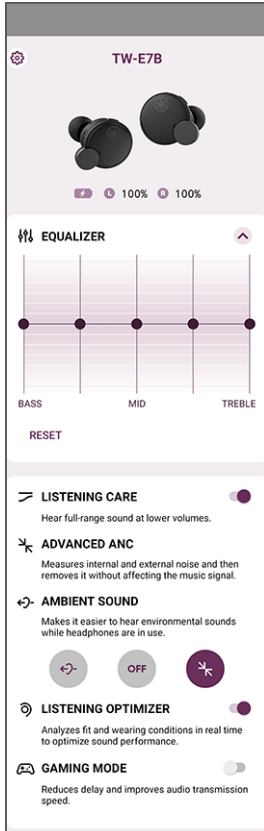 TW-E7B
L 100% R 100%
EQUALIZER
BASS MID TREBLE
RESET
LISTENING CARE
Hear full-range sound at lower volumes.
ADVANCED ANC
Measures internal and external noise and then
removes it without affecting the music signal.
AMBIENT SOUND
Makes it easier to hear environmental sounds
while headphones are in use.
OFF
LISTENING OPTIMIZER
Analyzes fit and wearing conditions in real time
to optimize sound performance.
GAMING MODE
Reduces delay and improves audio transmission
speed.